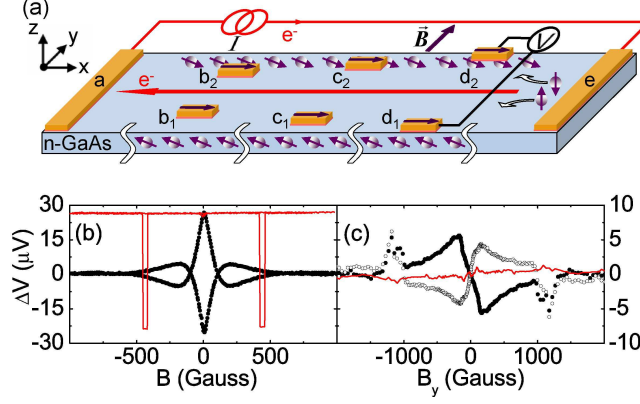 (a)
z
y
x
I
e⁻
B⃗
V
a
b₂
c₂
d₂
e
e⁻
b₁
c₁
d₁
n-GaAs
30
15
0
-15
-30
ΔV (μV)
(b)
(c)
10
5
0
-5
-10
-500
0
500
-1000
0
1000
B (Gauss)
B_y (Gauss)